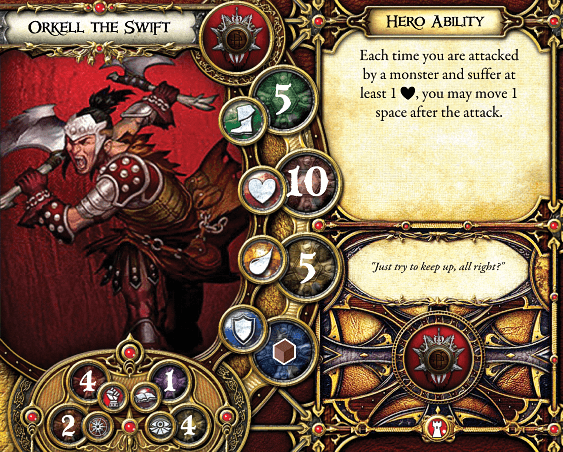 Orkell the Swift
5
10
5
4
1
2
4
Hero Ability
Each time you are attacked
by a monster and suffer at
least 1 ♥, you may move 1
space after the attack.
"Just try to keep up, all right?"